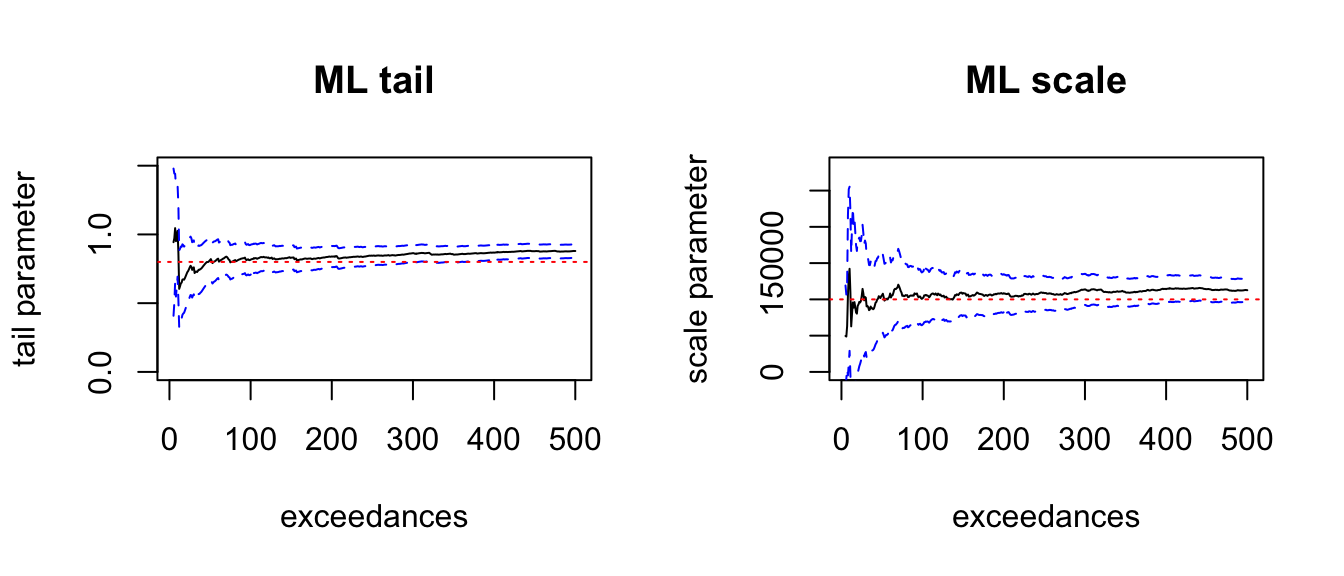 ML tail
tail parameter
1.0
0.0
0 100 200 300 400 500
exceedances
ML scale
scale parameter
150000
0
0 100 200 300 400 500
exceedances